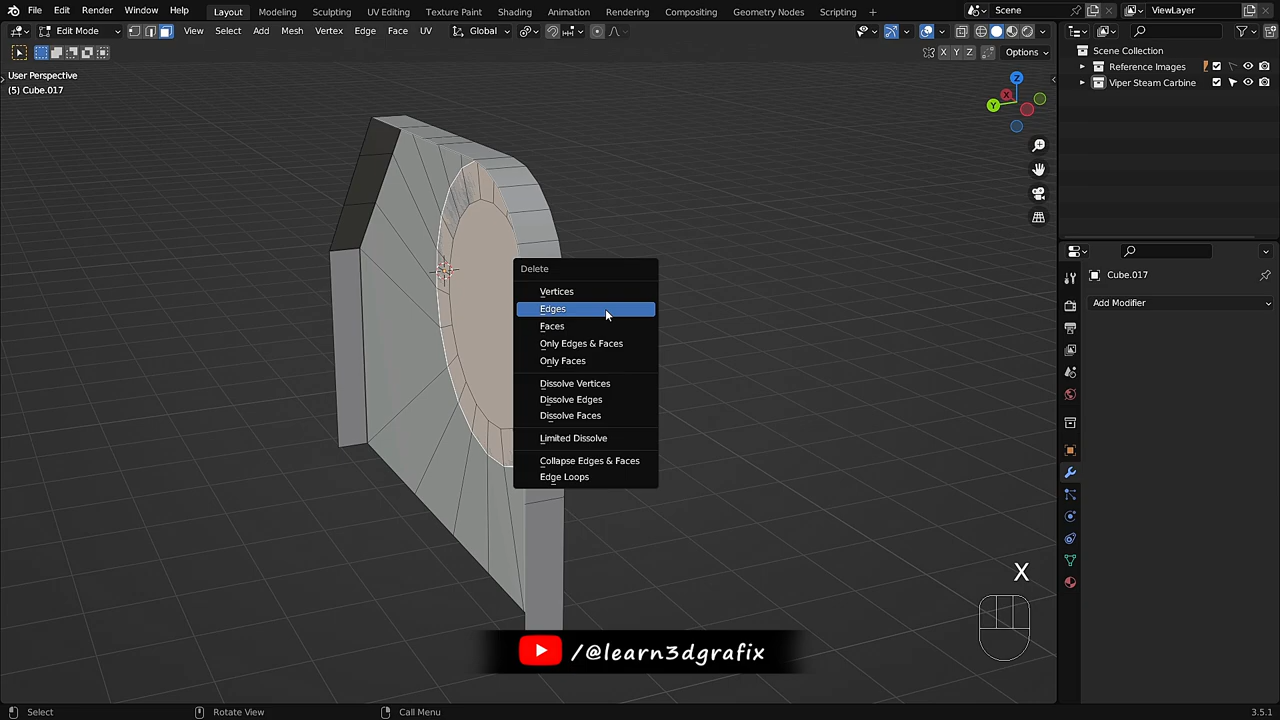 File Edit Render Window Help Layout Modeling Sculpting UV Editing Texture Paint Shading Animation Rendering Compositing Geometry Nodes Scripting + Scene ViewLayer
Edit Mode View Select Add Mesh Vertex Edge Face UV Global
X Y Z Options
User Perspective
(5) Cube.017
Z
Y
X
Scene Collection
Reference Images
Viper Steam Carbine
Cube.017
Add Modifier
Delete
Vertices
Edges
Faces
Only Edges & Faces
Only Faces
Dissolve Vertices
Dissolve Edges
Dissolve Faces
Limited Dissolve
Collapse Edges & Faces
Edge Loops
X
/@learn3dgrafix
Select Rotate View Call Menu 3.5.1